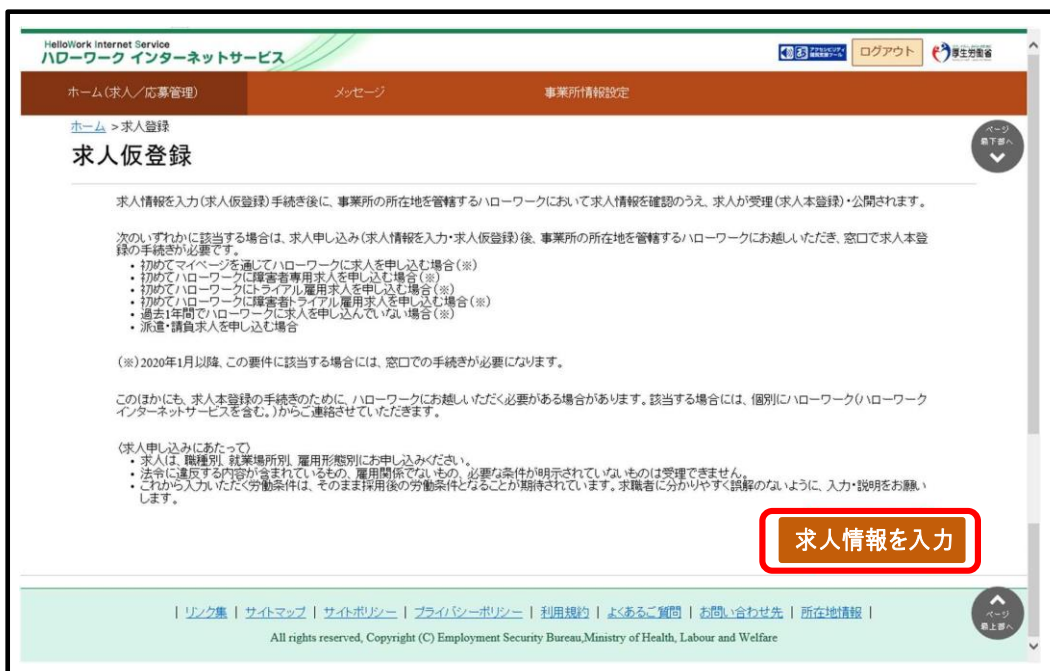 HelloWork Internet Service
ハローワーク インターネットサービス
アクセシビリティ
閲覧支援ツール
ログアウト
厚生労働省
ホーム(求人／応募管理)
メッセージ
事業所情報設定
ホーム >求人登録
ページ
最下部へ
求人仮登録
求人情報を入力(求人仮登録)手続き後に、事業所の所在地を管轄するハローワークにおいて求人情報を確認のうえ、求人が受理(求人本登録)・公開されます。
次のいずれかに該当する場合は、求人申し込み(求人情報を入力・求人仮登録)後、事業所の所在地を管轄するハローワークにお越しいただき、窓口で求人本登
録の手続きが必要です。
・初めてマイページを通じてハローワークに求人を申し込む場合(※)
・初めてハローワークに障害者専用求人を申し込む場合(※)
・初めてハローワークにトライアル雇用求人を申し込む場合(※)
・初めてハローワークに障害者トライアル雇用求人を申し込む場合(※)
・過去1年間でハローワークに求人を申し込んでいない場合(※)
・派遣・請負求人を申し込む場合
(※)2020年1月以降、この要件に該当する場合には、窓口での手続きが必要になります。
このほかにも、求人本登録の手続きのために、ハローワークにお越しいただく必要がある場合があります。該当する場合には、個別にハローワーク(ハローワーク
インターネットサービスを含む。)からご連絡させていただきます。
〈求人申し込みにあたって〉
・求人は、職種別、就業場所別、雇用形態別にお申し込みください。
・法令に違反する内容が含まれているもの、雇用関係でないもの、必要な条件が明示されていないものは受理できません。
・これから入力いただく労働条件は、そのまま採用後の労働条件となることが期待されています。求職者に分かりやすく誤解のないように、入力・説明をお願い
します。
求人情報を入力
| リンク集 | サイトマップ | サイトポリシー | プライバシーポリシー | 利用規約 | よくあるご質問 | お問い合わせ先 | 所在地情報 |
ページ
最上部へ
All rights reserved, Copyright (C) Employment Security Bureau,Ministry of Health, Labour and Welfare